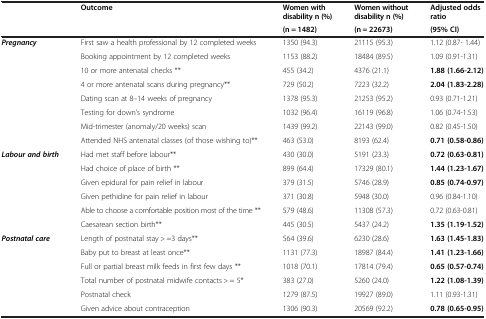 Outcome Women with disability n (%) Women without disability n (%) Adjusted odds ratio
(n = 1482) (n = 22673) (95% CI)
Pregnancy First saw a health professional by 12 completed weeks 1350 (94.3) 21115 (95.3) 1.12 (0.87- 1.44)
Booking appointment by 12 completed weeks 1153 (88.2) 18484 (89.5) 1.09 (0.91-1.31)
10 or more antenatal checks ** 455 (34.2) 4376 (21.1) 1.88 (1.66-2.12)
4 or more antenatal scans during pregnancy** 729 (50.2) 7223 (32.2) 2.04 (1.83-2.28)
Dating scan at 8–14 weeks of pregnancy 1378 (95.3) 21253 (95.2) 0.93 (0.71-1.21)
Testing for down's syndrome 1032 (96.4) 16119 (96.8) 1.06 (0.74-1.53)
Mid-trimester (anomaly/20 weeks) scan 1439 (99.2) 22143 (99.0) 0.82 (0.45-1.50)
Attended NHS antenatal classes (of those wishing to)** 463 (53.0) 8193 (62.4) 0.71 (0.58-0.86)
Labour and birth Had met staff before labour** 430 (30.0) 5191 (23.3) 0.72 (0.63-0.81)
Had choice of place of birth ** 899 (64.4) 17329 (80.1) 1.44 (1.23-1.67)
Given epidural for pain relief in labour 379 (31.5) 5746 (28.9) 0.85 (0.74-0.97)
Given pethidine for pain relief in labour 371 (30.8) 5948 (30.0) 0.96 (0.84-1.10)
Able to choose a comfortable position most of the time ** 579 (48.6) 11308 (57.3) 0.72 (0.63-0.81)
Caesarean section birth** 445 (30.5) 5437 (24.2) 1.35 (1.19-1.52)
Postnatal care Length of postnatal stay > =3 days** 564 (39.6) 6230 (28.6) 1.63 (1.45-1.83)
Baby put to breast at least once** 1131 (77.3) 18987 (84.4) 1.41 (1.23-1.66)
Full or partial breast milk feeds in first few days ** 1018 (70.1) 17814 (79.4) 0.65 (0.57-0.74)
Total number of postnatal midwife contacts > = 5* 383 (27.0) 5260 (24.0) 1.22 (1.08-1.39)
Postnatal check 1279 (87.5) 19927 (89.0) 1.11 (0.93-1.31)
Given advice about contraception 1306 (90.3) 20569 (92.2) 0.78 (0.65-0.95)